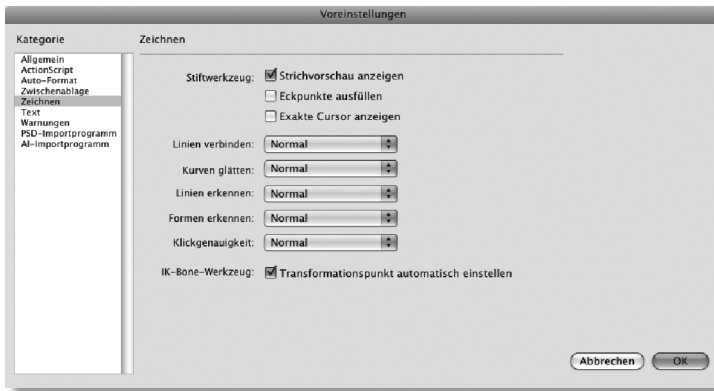 Voreinstellungen
Kategorie
Allgemein
ActionScript
Auto-Format
Zwischenablage
Zeichnen
Text
Warnungen
PSD-Importprogramm
AI-Importprogramm
Zeichnen
Stiftwerkzeug: Strichvorschau anzeigen
Eckpunkte ausfüllen
Exakte Cursor anzeigen
Linien verbinden: Normal
Kurven glätten: Normal
Linien erkennen: Normal
Formen erkennen: Normal
Klickgenauigkeit: Normal
IK-Bone-Werkzeug: Transformationspunkt automatisch einstellen
Abbrechen OK